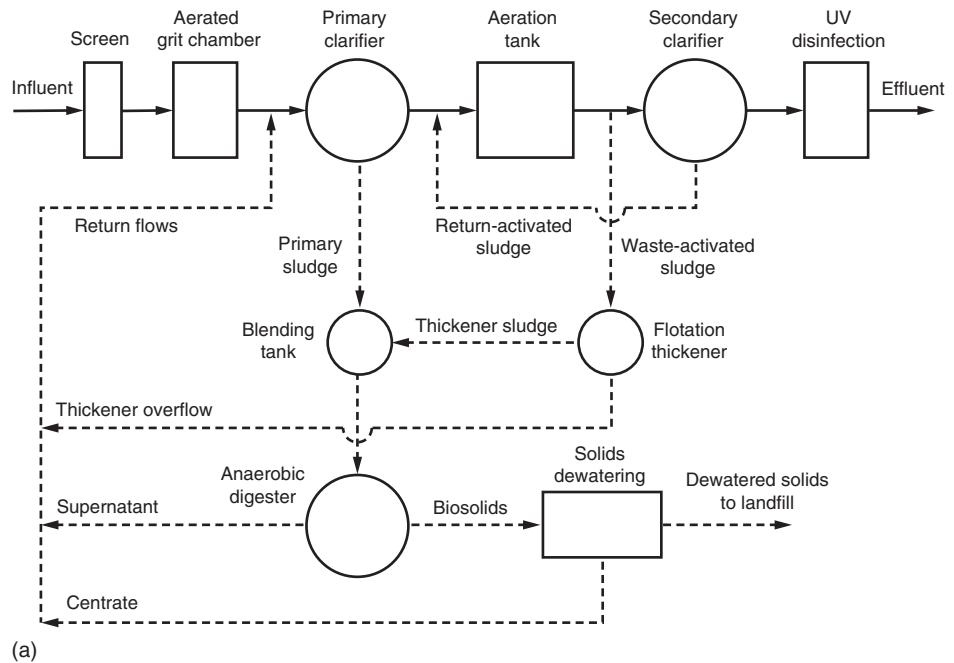 Screen
Aerated
grit chamber
Primary
clarifier
Aeration
tank
Secondary
clarifier
UV
disinfection
Influent
Effluent
Return flows
Primary
sludge
Return-activated
sludge
Waste-activated
sludge
Blending
tank
Thickener sludge
Flotation
thickener
Thickener overflow
Anaerobic
digester
Solids
dewatering
Dewatered solids
to landfill
Supernatant
Biosolids
Centrate
(a)